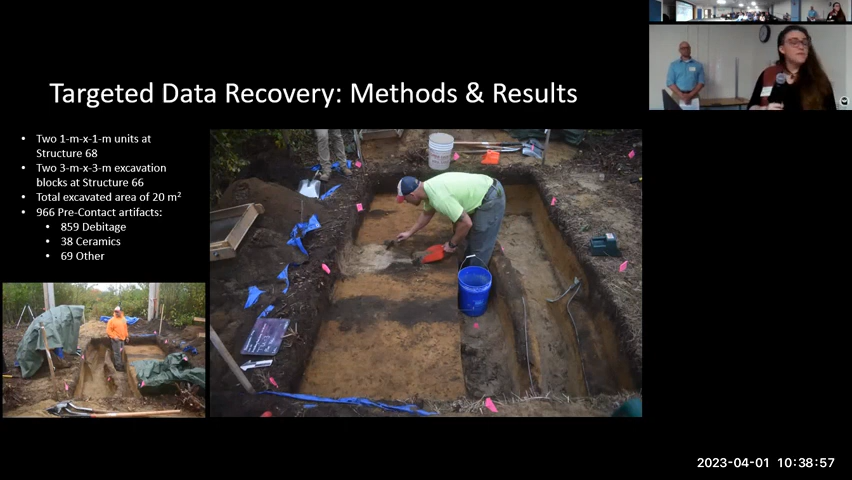 Targeted Data Recovery: Methods & Results
• Two 1-m-x-1-m units at
Structure 68
• Two 3-m-x-3-m excavation
blocks at Structure 66
• Total excavated area of 20 m²
• 966 Pre-Contact artifacts:
• 859 Debitage
• 38 Ceramics
• 69 Other
2023-04-01 10:38:57